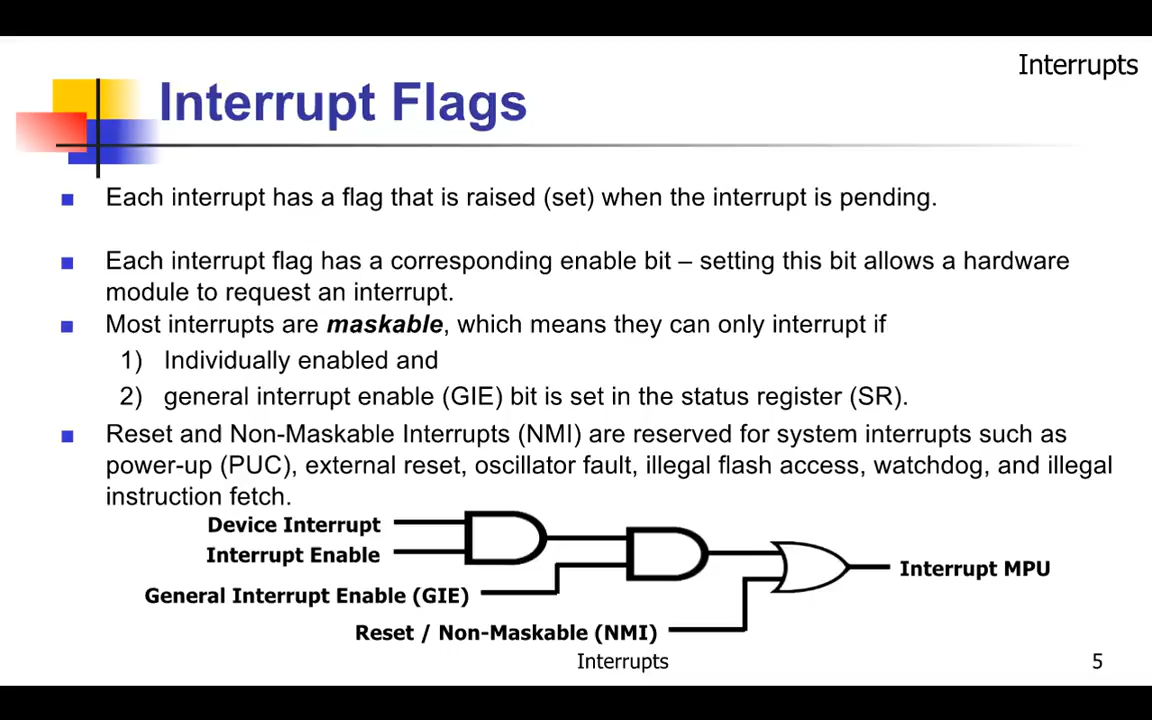 Interrupts
Interrupt Flags
Each interrupt has a flag that is raised (set) when the interrupt is pending.
Each interrupt flag has a corresponding enable bit – setting this bit allows a hardware
module to request an interrupt.
Most interrupts are maskable, which means they can only interrupt if
1) Individually enabled and
2) general interrupt enable (GIE) bit is set in the status register (SR).
Reset and Non-Maskable Interrupts (NMI) are reserved for system interrupts such as
power-up (PUC), external reset, oscillator fault, illegal flash access, watchdog, and illegal
instruction fetch.
Device Interrupt
Interrupt Enable
General Interrupt Enable (GIE)
Reset / Non-Maskable (NMI)
Interrupt MPU
Interrupts
5